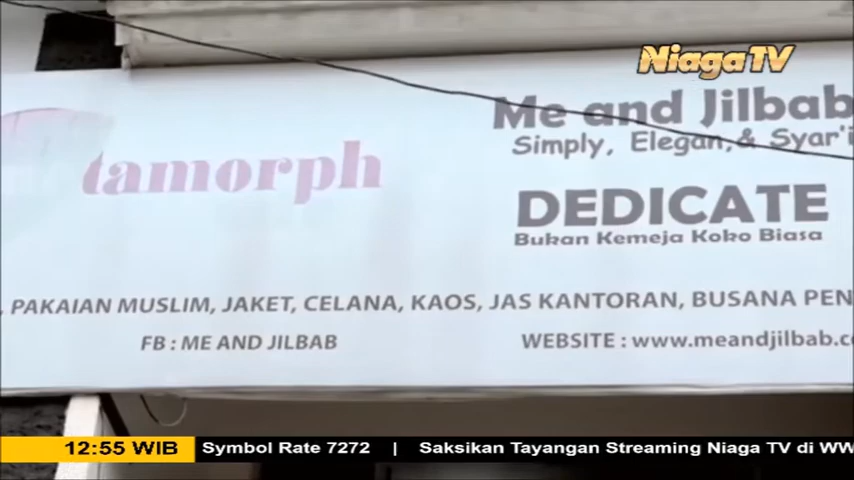 Niaga TV
tamorph
Me and Jilbab
Simply, Elegan, & Syar'i
DEDICATE
Bukan Kemeja Koko Biasa
, PAKAIAN MUSLIM, JAKET, CELANA, KAOS, JAS KANTORAN, BUSANA PEN
FB : ME AND JILBAB
WEBSITE : www.meandjilbab.c
12:55 WIB
Symbol Rate 7272 | Saksikan Tayangan Streaming Niaga TV di WW